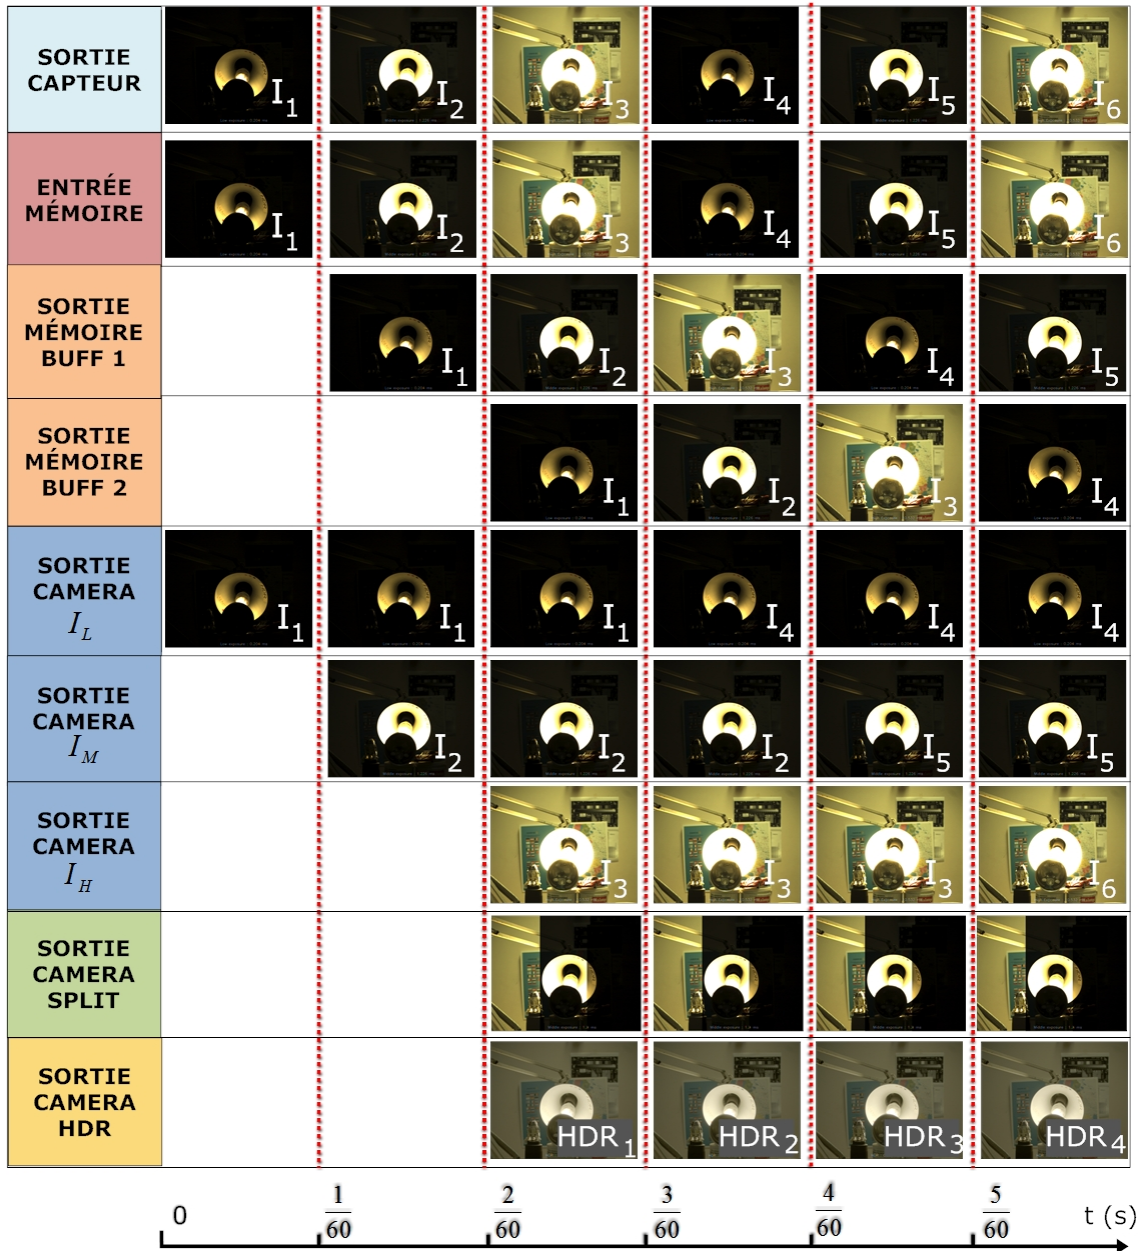 SORTIE
CAPTEUR
I1 I2 I3 I4 I5 I6
ENTRÉE
MÉMOIRE
I1 I2 I3 I4 I5 I6
SORTIE
MÉMOIRE
BUFF 1
I1 I2 I3 I4 I5
SORTIE
MÉMOIRE
BUFF 2
I1 I2 I3 I4
SORTIE
CAMERA
IL
I1 I1 I1 I4 I4 I4
SORTIE
CAMERA
IM
I2 I2 I2 I5 I5
SORTIE
CAMERA
IH
I3 I3 I3 I6
SORTIE
CAMERA
SPLIT
SORTIE
CAMERA
HDR
HDR1 HDR2 HDR3 HDR4
0 1/60 2/60 3/60 4/60 5/60 t (s)